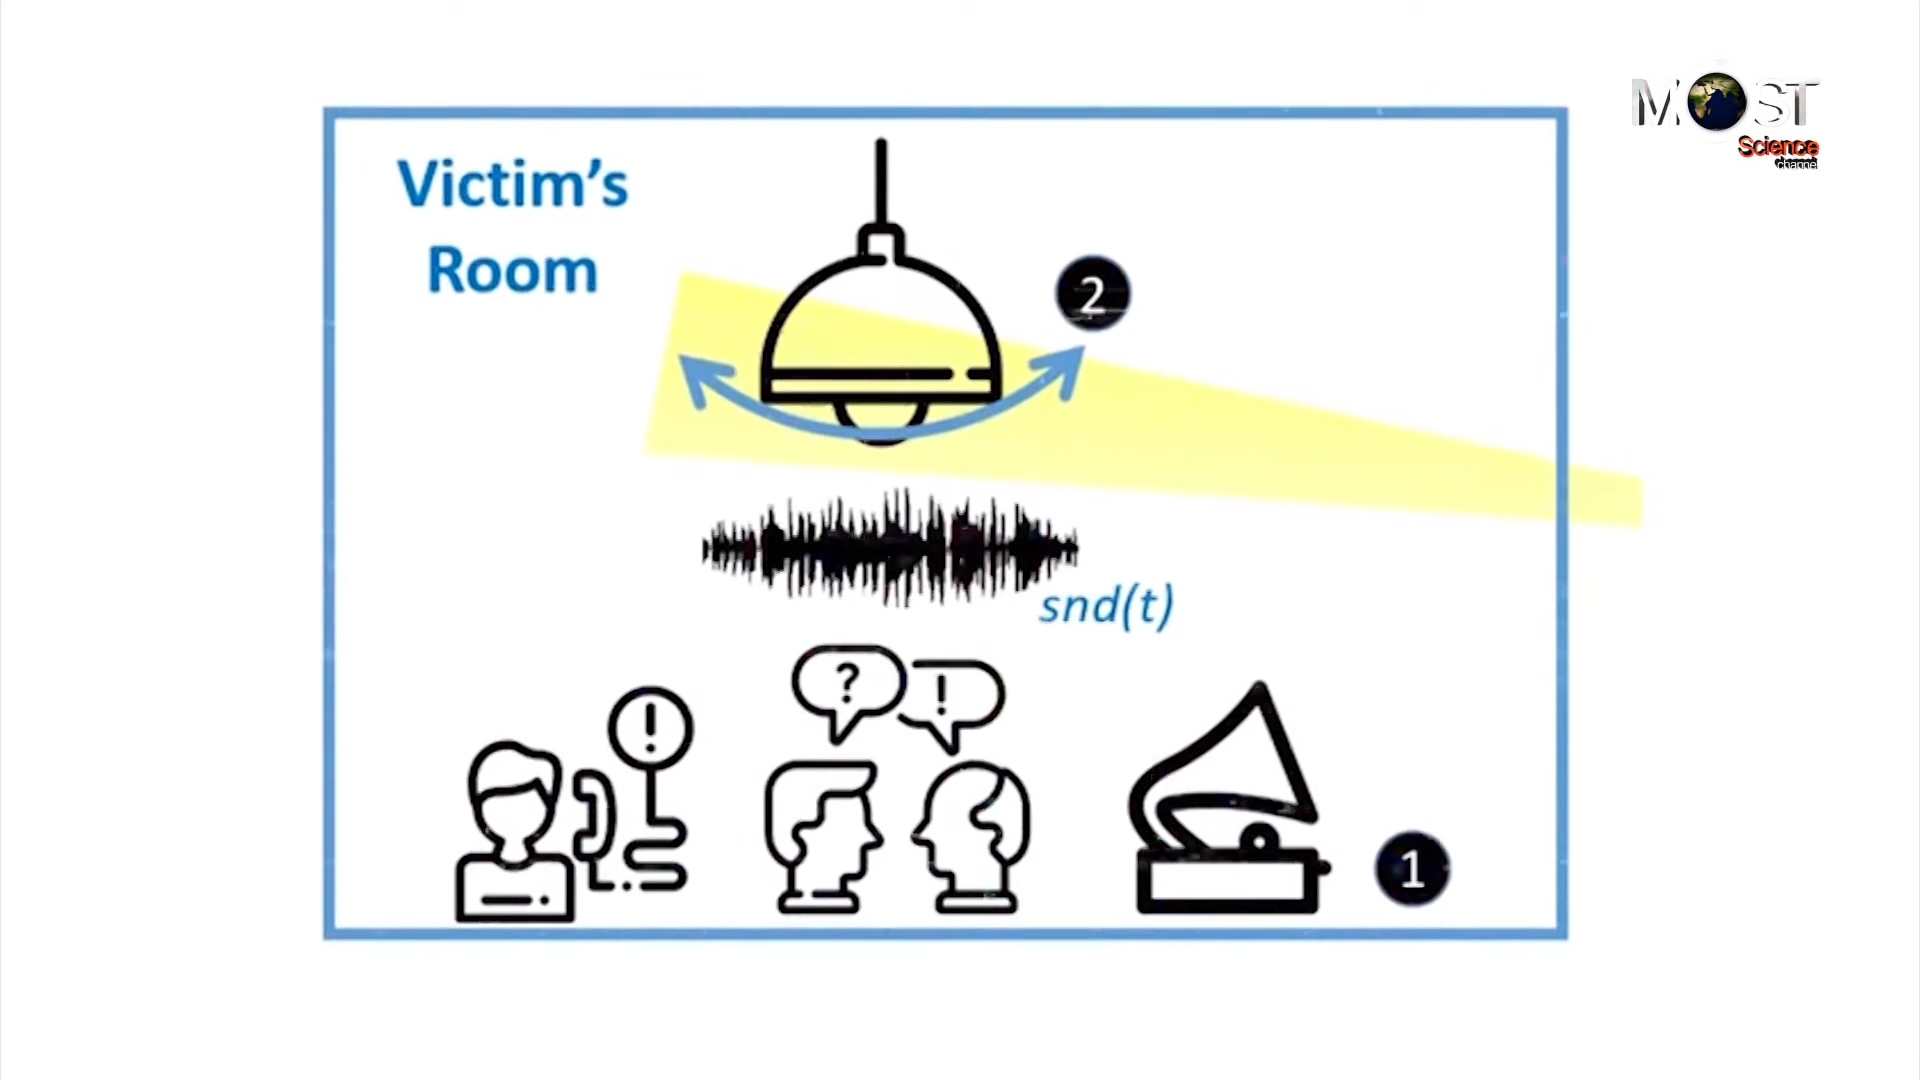 Victim's
Room
2
snd(t)
?
!
!
1
MOST
Science
channel